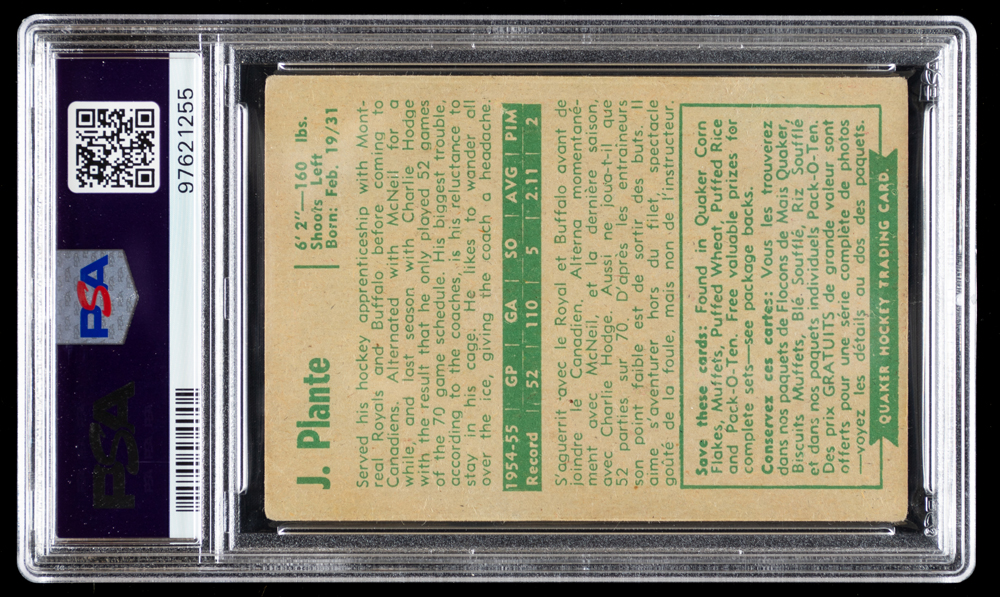 PSA
PSA
97621255
J. Plante
6' 2"—160 lbs.
Shoots Left
Born: Feb. 19/31
Served his hockey apprenticeship with Mont-
real Royals and Buffalo before coming to
Canadiens. Alternated with McNeil for a
while, and last season with Charlie Hodge
with the result that he only played 52 games
of the 70 game schedule. His biggest trouble,
according to the coaches, is his reluctance to
stay in his cage. He likes to wander all
over the ice, giving the coach a headache.
1954-55 GP GA SO AVG PIM
Record 52 110 5 2.11 2
S'aguerrit avec le Royal et Buffalo avant de
joindre le Canadien. Alterna momentané-
ment avec McNeil, et la dernière saison,
avec Charlie Hodge. Aussi ne joua-t-il que
52 parties sur 70. D'après les entraineurs
son point faible est de sortir des buts. Il
aime s'aventurer hors du filet, spectacle
goûté de la foule, mais non de l'instructeur.
Save these cards: Found in Quaker Corn
Flakes, Muffets, Puffed Wheat, Puffed Rice
and Pack-O-Ten. Free valuable prizes for
complete sets—see package backs.
Conservez ces cartes: Vous les trouverez
dans nos paquets de Flocons de Mais Quaker,
Biscuits Muffets, Blé Soufflé, Riz Soufflé
et dans nos paquets individuels Pack-O-Ten.
Des prix GRATUITS de grande valeur sont
offerts pour une série complète de photos
—voyez les détails au dos des paquets.
QUAKER HOCKEY TRADING CARD.